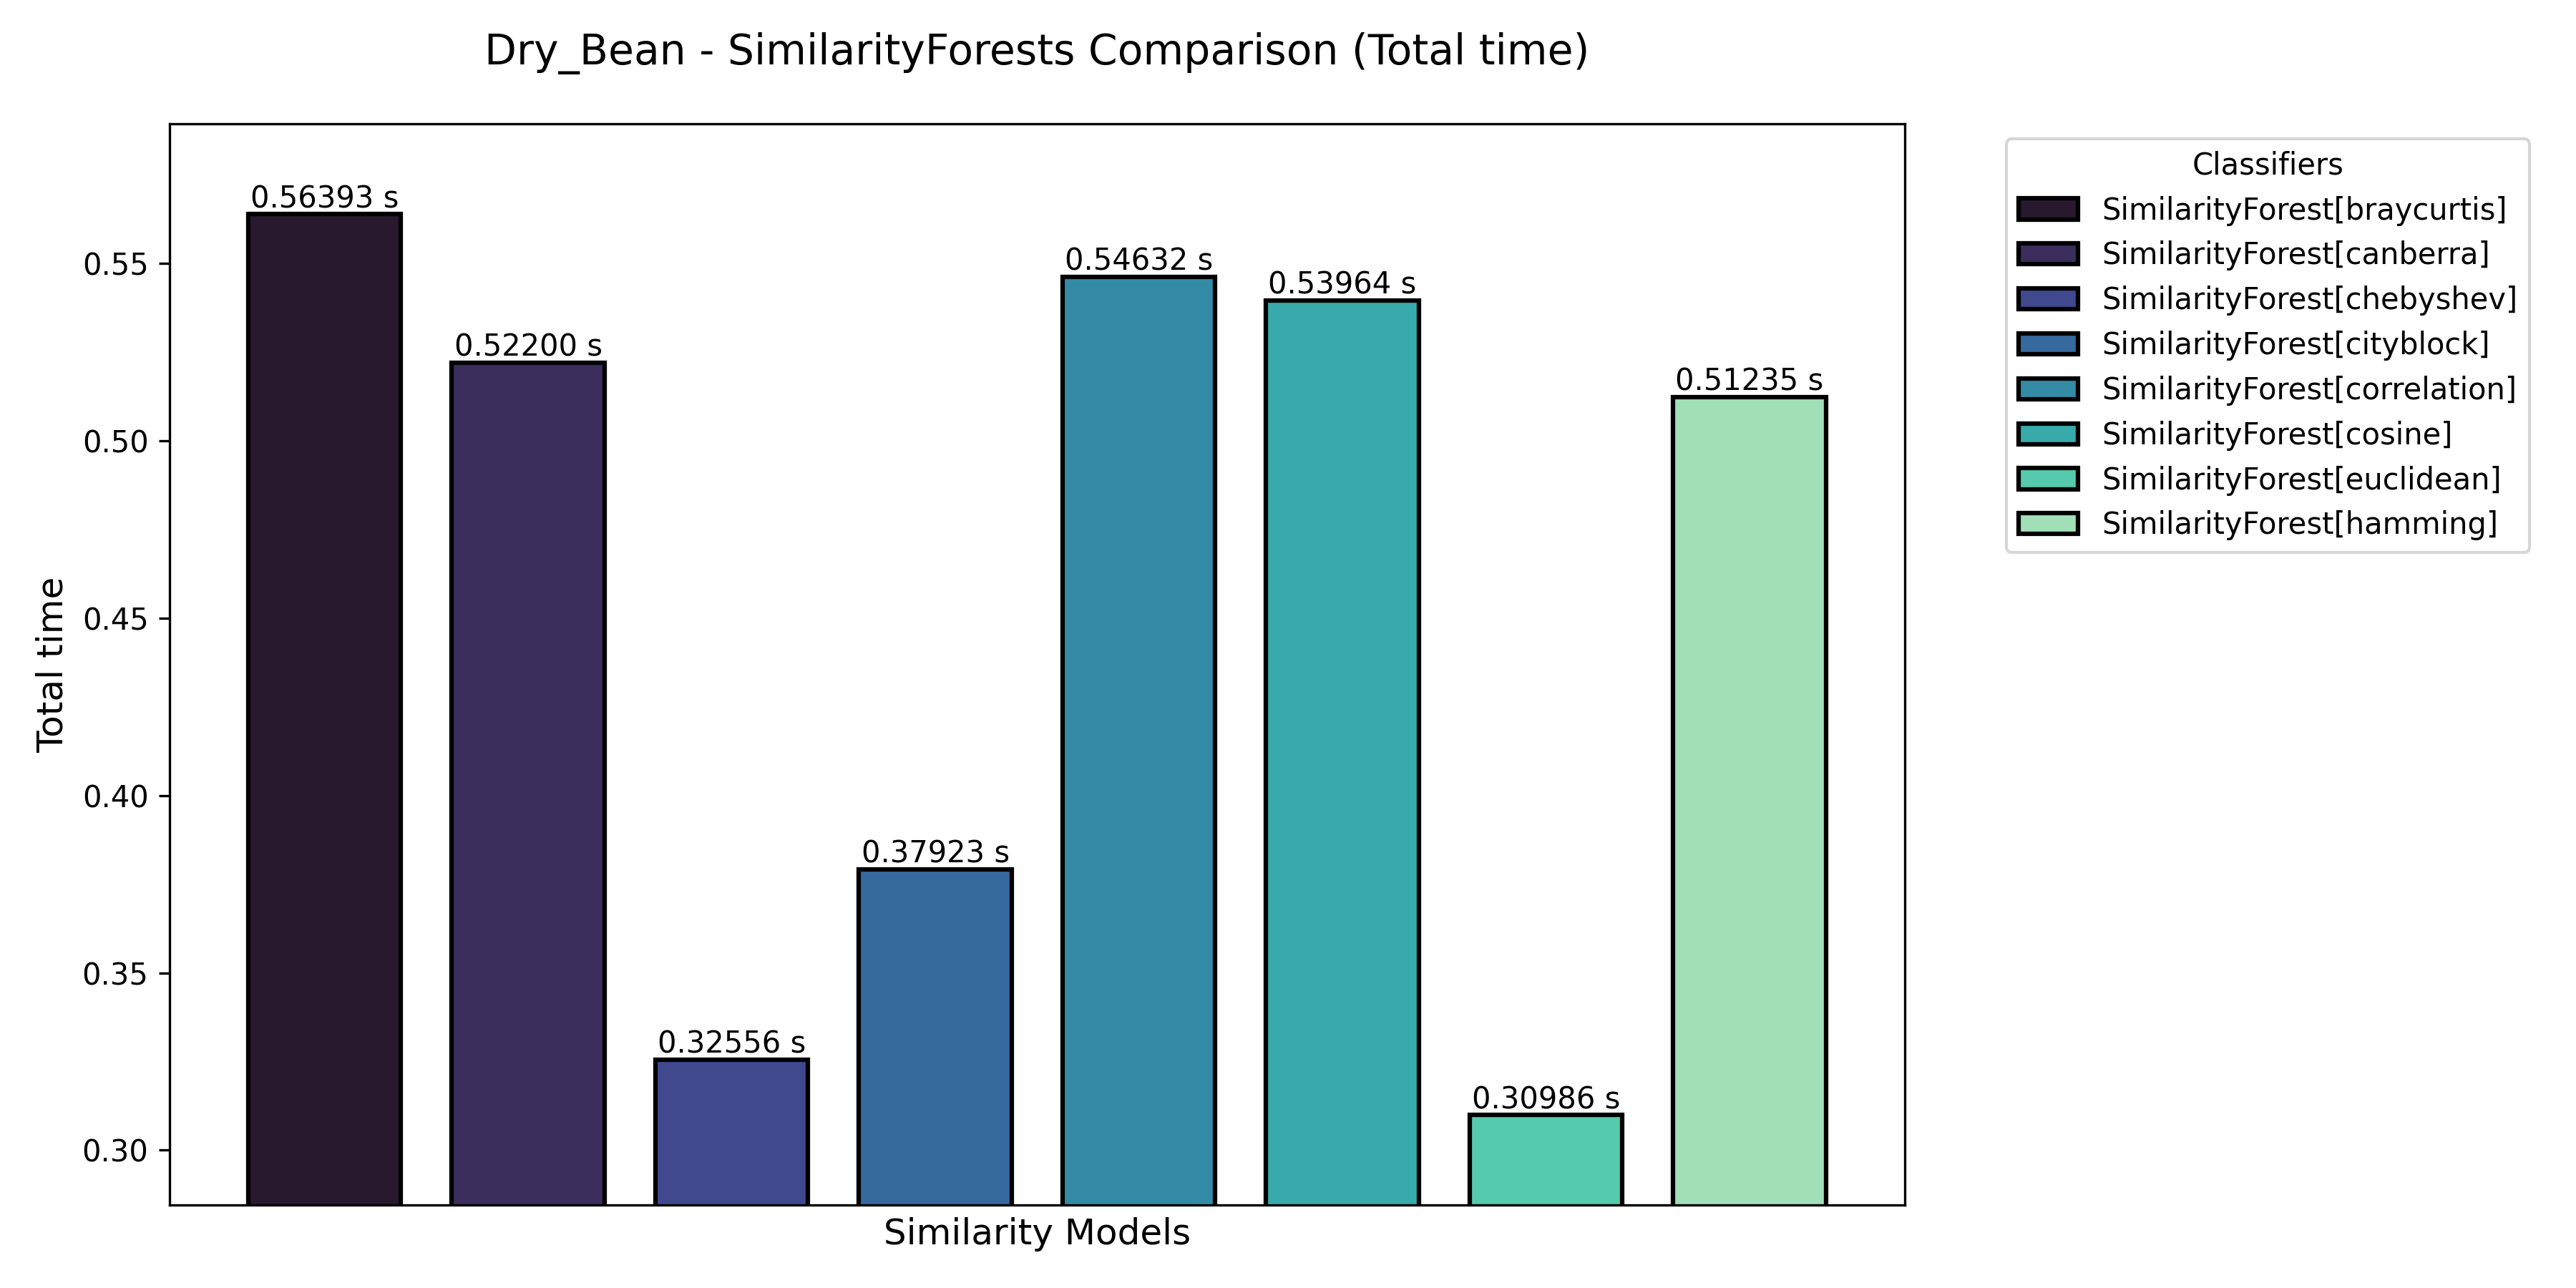 Dry_Bean - SimilarityForests Comparison (Total time)
Total time
0.55
0.50
0.45
0.40
0.35
0.30
0.56393 s
0.52200 s
0.32556 s
0.37923 s
0.54632 s
0.53964 s
0.30986 s
0.51235 s
Similarity Models
Classifiers
SimilarityForest[braycurtis]
SimilarityForest[canberra]
SimilarityForest[chebyshev]
SimilarityForest[cityblock]
SimilarityForest[correlation]
SimilarityForest[cosine]
SimilarityForest[euclidean]
SimilarityForest[hamming]